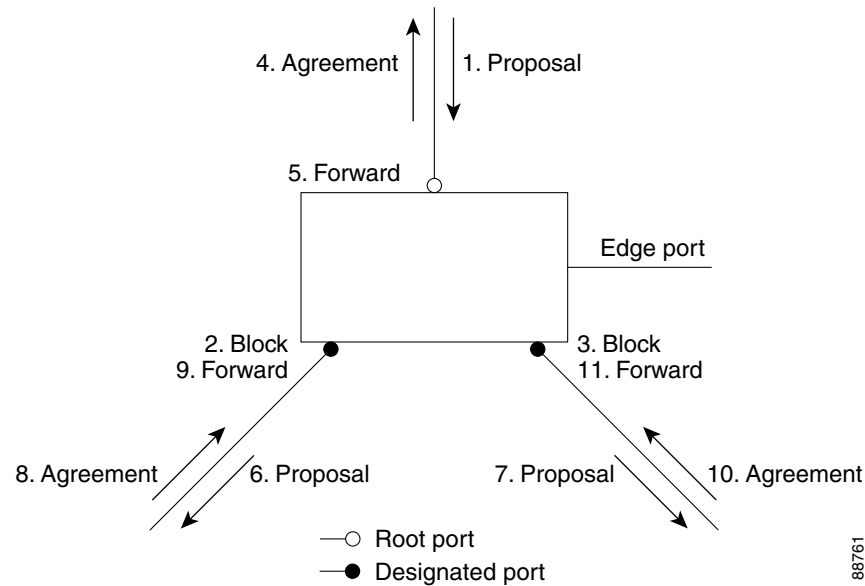 4. Agreement
1. Proposal
5. Forward
Edge port
2. Block
9. Forward
3. Block
11. Forward
8. Agreement
6. Proposal
7. Proposal
10. Agreement
Root port
Designated port
88761